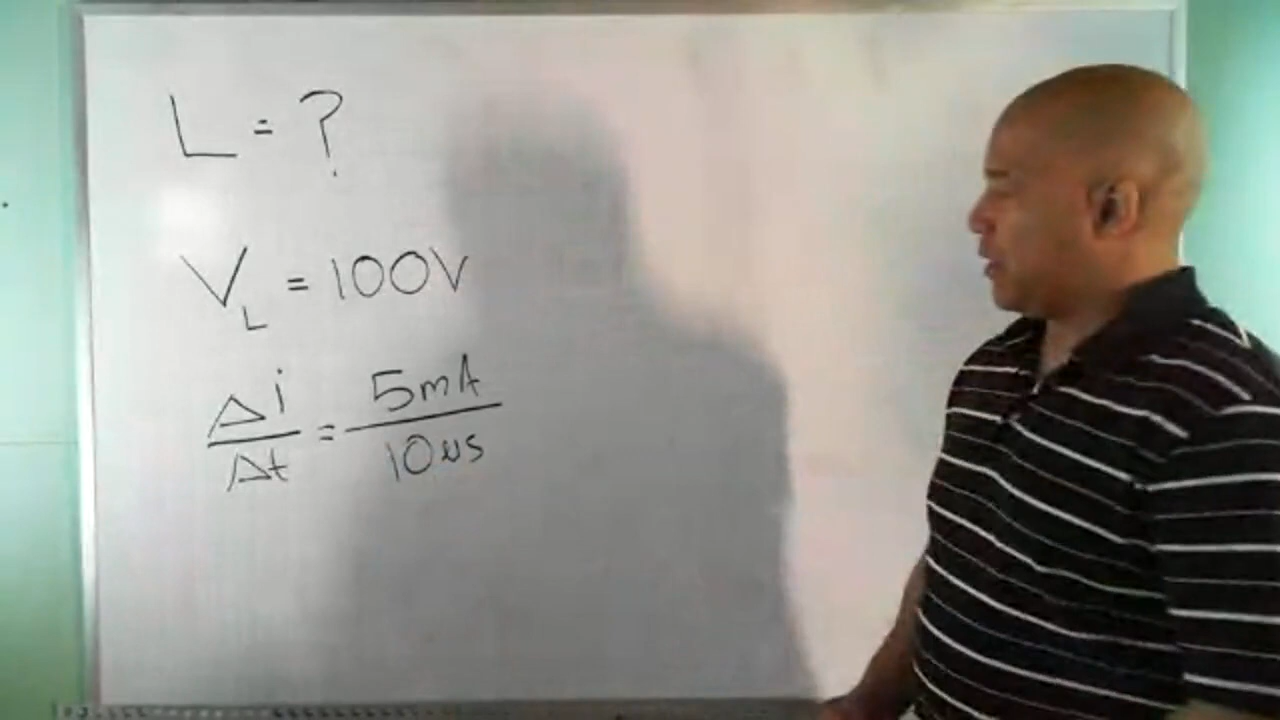 L = ?
V_L = 100V
Δi/Δt = 5mA/10us